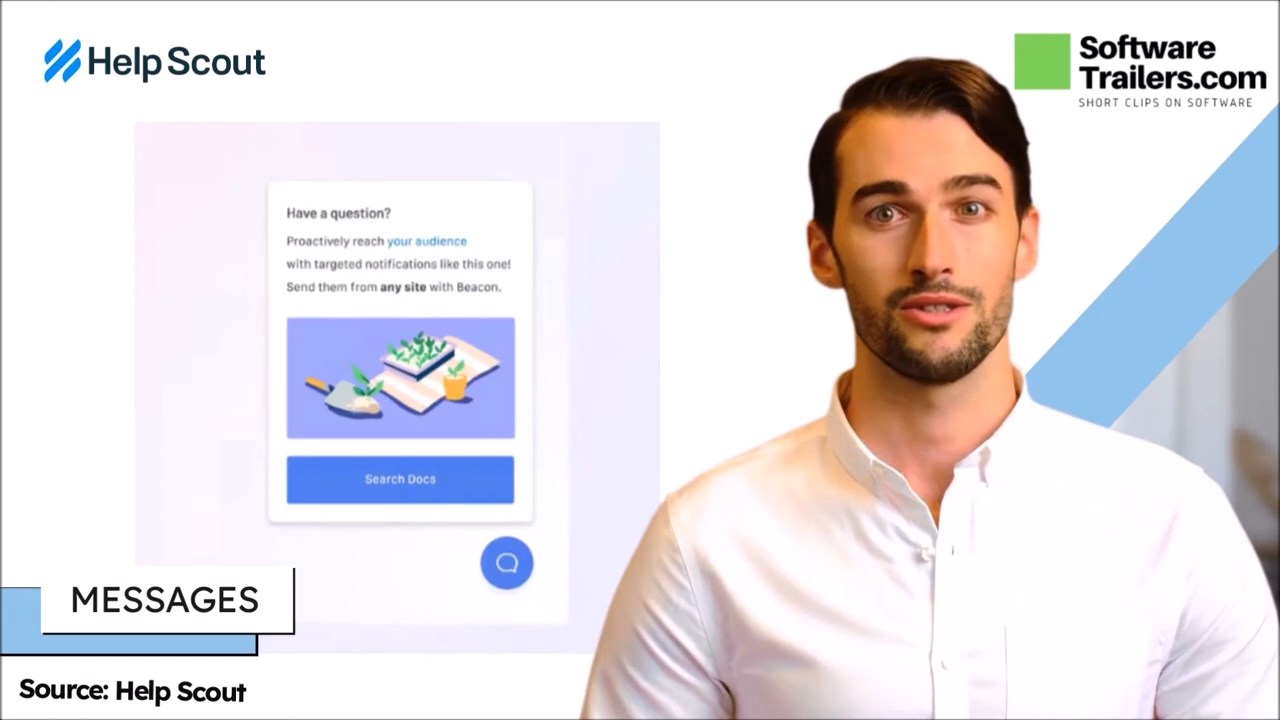 Help Scout
Software
Trailers.com
SHORT CLIPS ON SOFTWARE
Have a question?
Proactively reach your audience
with targeted notifications like this one!
Send them from any site with Beacon.
Search Docs
MESSAGES
Source: Help Scout